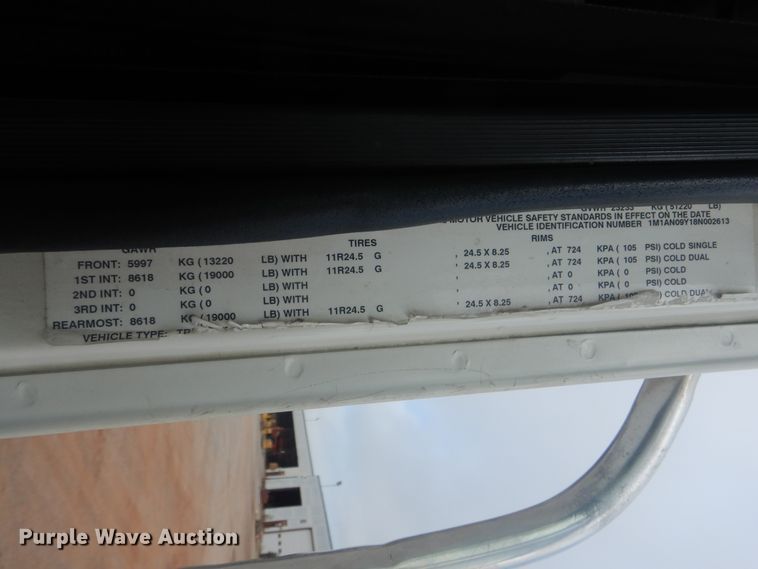 GVWR 23233 KG ( 51220 LB)
MOTOR VEHICLE SAFETY STANDARDS IN EFFECT ON THE DATE
VEHICLE IDENTIFICATION NUMBER 1M1AN09Y18N002613
GAWR TIRES RIMS
FRONT: 5997 KG ( 13220 LB) WITH 11R24.5 G , 24.5 X 8.25 , AT 724 KPA ( 105 PSI) COLD SINGLE
1ST INT: 8618 KG ( 19000 LB) WITH 11R24.5 G , 24.5 X 8.25 , AT 724 KPA ( 105 PSI) COLD DUAL
2ND INT: 0 KG ( 0 LB) WITH , , AT 0 KPA ( 0 PSI) COLD
3RD INT: 0 KG ( 0 LB) WITH , , AT 0 KPA ( 0 PSI) COLD
REARMOST: 8618 KG ( 19000 LB) WITH 11R24.5 G , 24.5 X 8.25 , AT 724 KPA ( PSI) COLD DUAL
VEHICLE TYPE:
Purple Wave Auction